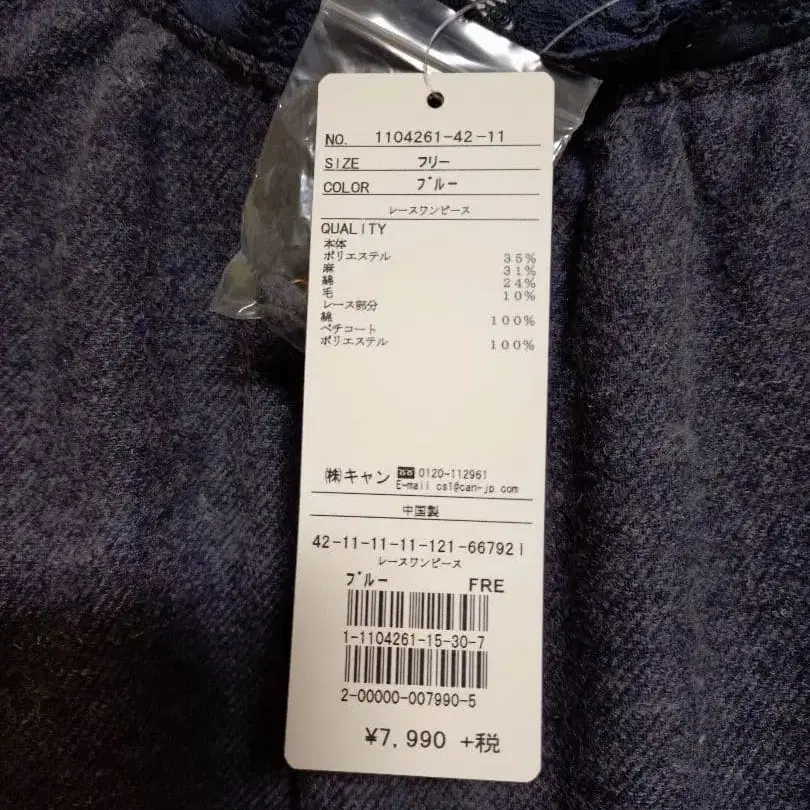 NO. 1104261-42-11
SIZE フリー
COLOR ブルー
レースワンピース
QUALITY
本体
ポリエステル 35%
麻 31%
綿 24%
毛 10%
レース部分
綿 100%
ペチコート
ポリエステル 100%
㈱キャン 0120-112961
E-mail cs1@can-jp.com
中国製
42-11-11-11-121-667921
レースワンピース
ブルー FRE
1-1104261-15-30-7
2-00000-007990-5
¥7,990 +税